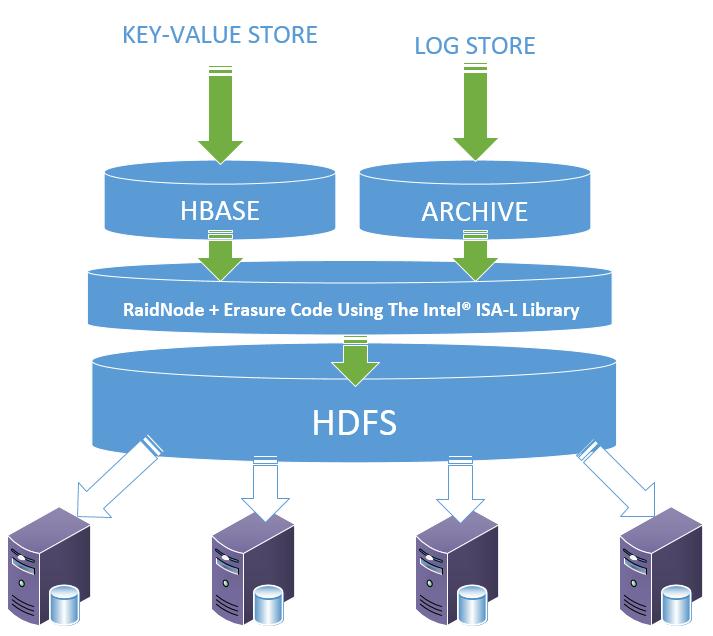 KEY-VALUE STORE
LOG STORE
HBASE
ARCHIVE
RaidNode + Erasure Code Using The Intel® ISA-L Library
HDFS